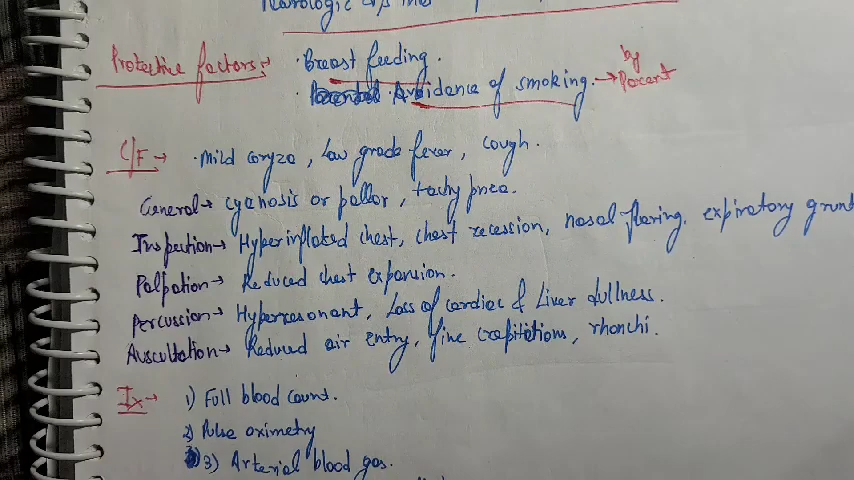 Protective factors:- · Breast feeding.
· Avoidance of smoking. → by Parent
C/F → · Mild coryza, Low grade fever, cough.
General → cyanosis or pallor, tachypnea.
Inspection → Hyperinflated chest, chest recession, nasal flaring, expiratory grunt
Palpation → Reduced chest expansion.
Percussion → Hyperresonant, Loss of cardiac & Liver dullness.
Auscultation → Reduced air entry, fine crepitations, rhonchi.
Ix → 1) Full blood count.
2) Pulse oximetry
3) Arterial blood gas.